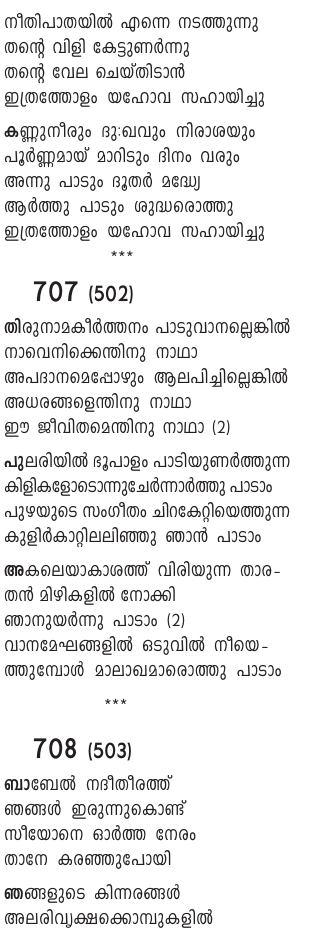 നീതിപാതയിൽ എന്നെ നടത്തുന്നു
തന്റെ വിളി കേട്ടുണർന്നു
തന്റെ വേല ചെയ്തിടാൻ
ഇത്രത്തോളം യഹോവ സഹായിച്ചു
കണ്ണുനീരും ദു:ഖവും നിരാശയും
പൂർണ്ണമായ് മാറിടും ദിനം വരും
അന്നു പാടും ദൂതർ മദ്ധ്യേ
ആർത്തു പാടും ശുദ്ധരൊത്തു
ഇത്രത്തോളം യഹോവ സഹായിച്ചു
***
707 (502)
തിരുനാമകീർത്തനം പാടുവാനല്ലെങ്കിൽ
നാവെനിക്കെന്തിനു നാഥാ
അപദാനമെപ്പോഴും ആലപിച്ചില്ലെങ്കിൽ
അധരങ്ങളെന്തിനു നാഥാ
ഈ ജീവിതമെന്തിനു നാഥാ (2)
പുലരിയിൽ ഭൂപാളം പാടിയുണർത്തുന്ന
കിളികളോടൊന്നുചേർന്നാർത്തു പാടാം
പുഴയുടെ സംഗീതം ചിറകേറ്റിയെത്തുന്ന
കുളിർകാറ്റിലലിഞ്ഞു ഞാൻ പാടാം
അകലെയാകാശത്ത് വിരിയുന്ന താര-
തൻ മിഴികളിൽ നോക്കി
ഞാനുയർന്നു പാടാം (2)
വാനമേഘങ്ങളിൽ ഒടുവിൽ നീയെ-
ത്തുമ്പോൾ മാലാഖമാരൊത്തു പാടാം
***
708 (503)
ബാബേൽ നദീതീരത്ത്
ഞങ്ങൾ ഇരുന്നുകൊണ്ട്
സീയോനെ ഓർത്ത നേരം
താനേ കരഞ്ഞുപോയി
ഞങ്ങളുടെ കിന്നരങ്ങൾ
അലരിവൃക്ഷക്കൊമ്പുകളിൽ